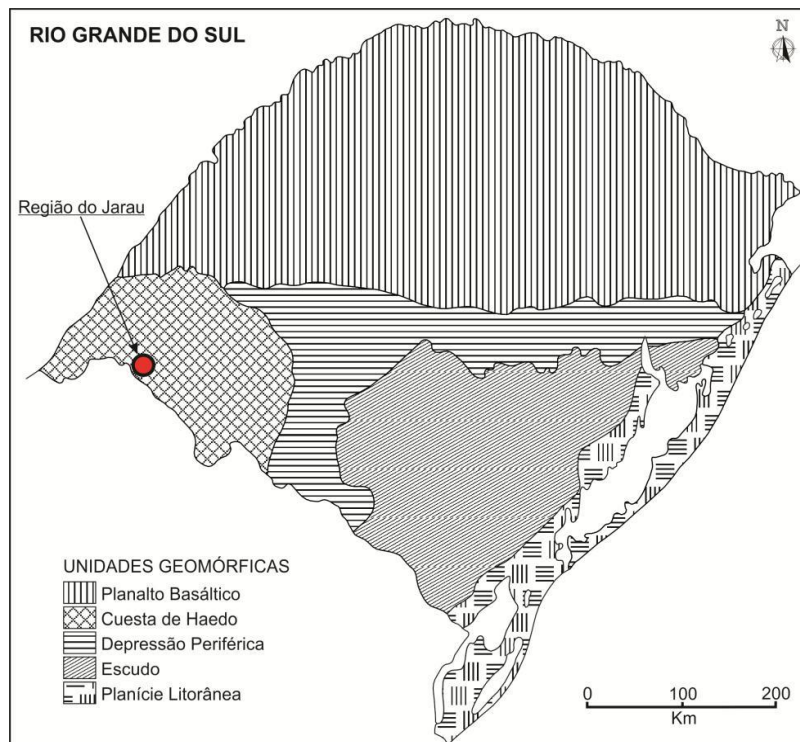 RIO GRANDE DO SUL
N
Região do Jarau
UNIDADES GEOMÓRFICAS
Planalto Basáltico
Cuesta de Haedo
Depressão Periférica
Escudo
Planície Litorânea
0 100 200
Km